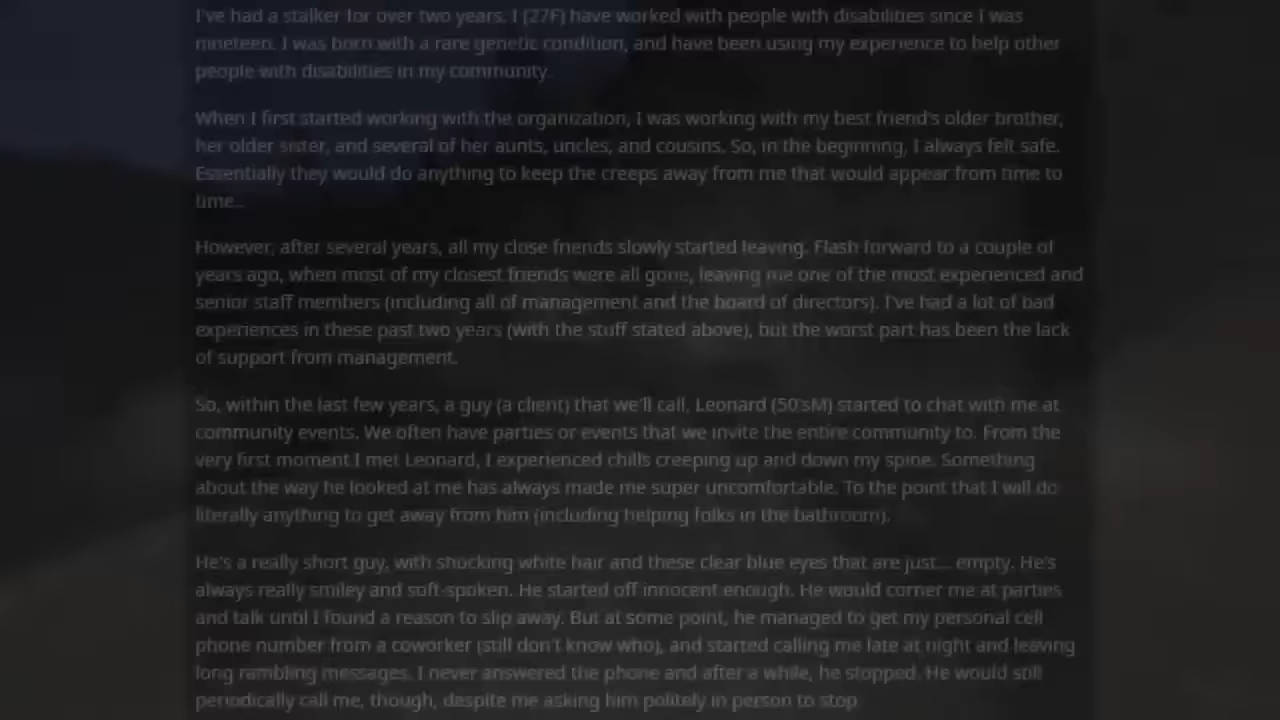 I've had a stalker for over two years. I (27F) have worked with people with disabilities since I was
nineteen. I was born with a rare genetic condition, and have been using my experience to help other
people with disabilities in my community.
When I first started working with the organization, I was working with my best friend's older brother,
her older sister, and several of her aunts, uncles, and cousins. So, in the beginning, I always felt safe.
Essentially they would do anything to keep the creeps away from me that would appear from time to
time..
However, after several years, all my close friends slowly started leaving. Flash forward to a couple of
years ago, when most of my closest friends were all gone, leaving me one of the most experienced and
senior staff members (including all of management and the board of directors). I've had a lot of bad
experiences in these past two years (with the stuff stated above), but the worst part has been the lack
of support from management.
So, within the last few years, a guy (a client) that we'll call, Leonard (50'sM) started to chat with me at
community events. We often have parties or events that we invite the entire community to. From the
very first moment I met Leonard, I experienced chills creeping up and down my spine. Something
about the way he looked at me has always made me super uncomfortable. To the point that I will do
literally anything to get away from him (including helping folks in the bathroom).
He's a really short guy, with shocking white hair and these clear blue eyes that are just... empty. He's
always really smiley and soft-spoken. He started off innocent enough. He would corner me at parties
and talk until I found a reason to slip away. But at some point, he managed to get my personal cell
phone number from a coworker (still don't know who), and started calling me late at night and leaving
long rambling messages. I never answered the phone and after a while, he stopped. He would still
periodically call me, though, despite me asking him politely in person to stop